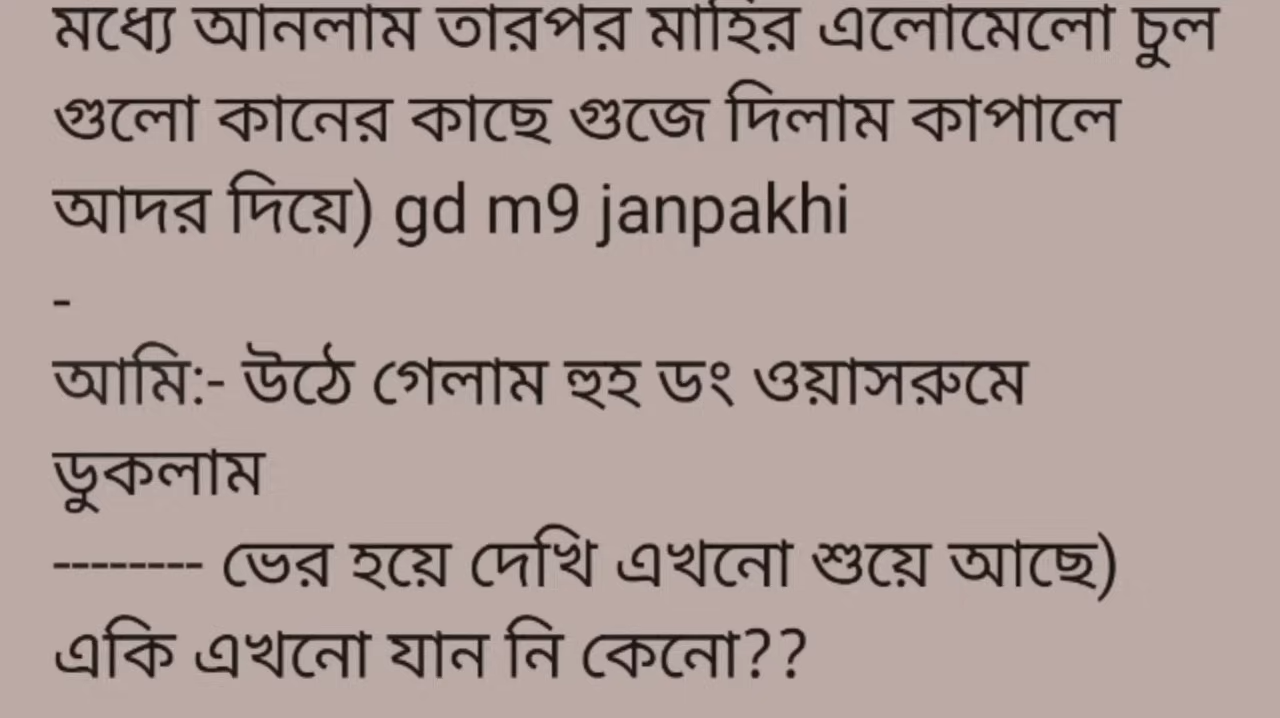 মধ্যে আনলাম তারপর মাহির এলোমেলো চুল
গুলো কানের কাছে গুজে দিলাম কাপালে
আদর দিয়ে) gd m9 janpakhi
-
আমি:- উঠে গেলাম হুহ ডং ওয়াসরুমে
ডুকলাম
-------- ভের হয়ে দেখি এখনো শুয়ে আছে)
একি এখনো যান নি কেনো??